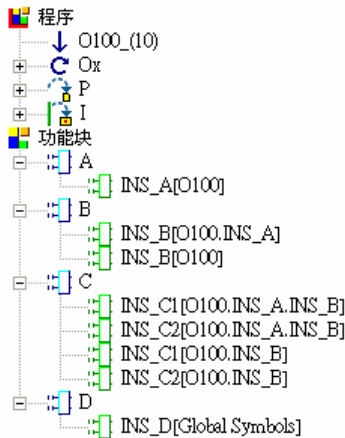 程序
O100_(10)
Ox
P
I
功能块
A
INS_A[O100]
B
INS_B[O100.INS_A]
INS_B[O100]
C
INS_C1[O100.INS_A.INS_B]
INS_C2[O100.INS_A.INS_B]
INS_C1[O100.INS_B]
INS_C2[O100.INS_B]
D
INS_D[Global Symbols]